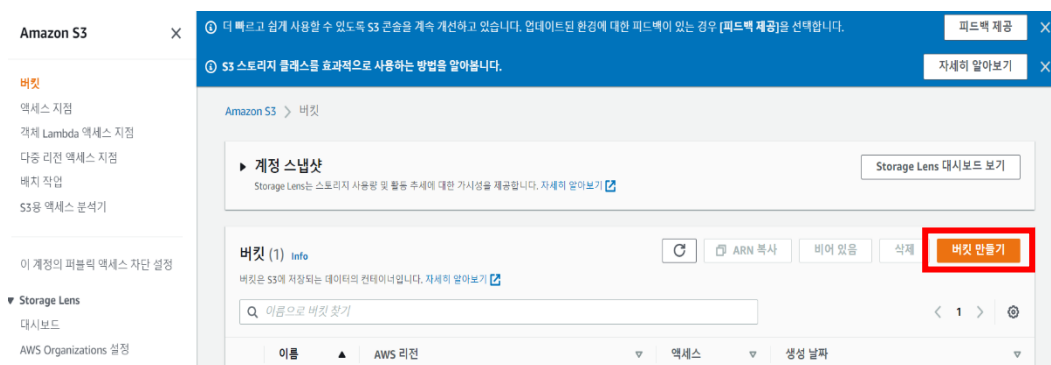 Amazon S3
버킷
액세스 지점
객체 Lambda 액세스 지점
다중 리전 액세스 지점
배치 작업
S3용 액세스 분석기
이 계정의 퍼블릭 액세스 자단 설정
Storage Lens
대시보드
AWS Organizations 설정
더 빠르고 쉽게 사용할 수 있도록 S3 콘솔을 계속 개선하고 있습니다. 업데이트된 환경에 대한 피드백이 있는 경우 [피드백 제공]을 선택합니다.
피드백 제공
S3 스토리지 클래스를 효과적으로 사용하는 방법을 알아봅니다.
자세히 알아보기
Amazon S3 > 버킷
계정 스냅샷
Storage Lens 대시보드 보기
Storage Lens는 스토리지 사용량 및 활동 추세에 대한 가시성을 제공합니다. 자세히 알아보기
버킷 (1) Info
ARN 복사
비어 있음
삭제
버킷 만들기
버킷은 S3에 저장되는 데이터의 컨테이너입니다. 자세히 알아보기
이름으로 버킷 찾기
< 1 >
이름 AWS 리전 액세스 생성 날짜